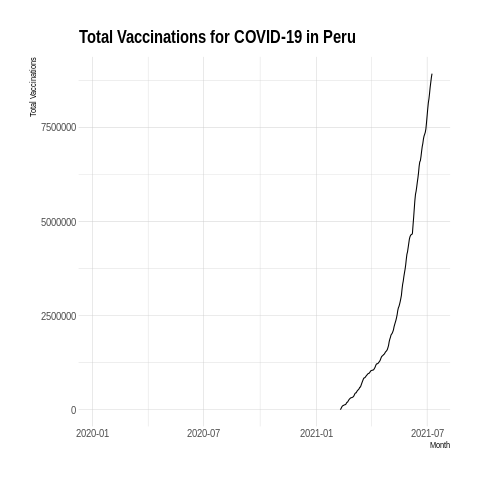 Total Vaccinations for COVID-19 in Peru
Total Vaccinations
7500000
5000000
2500000
0
2020-01
2020-07
2021-01
2021-07
Month